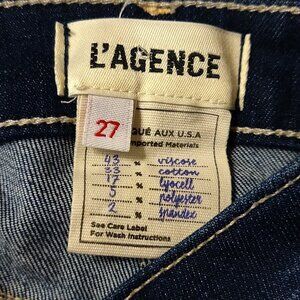 L'AGENCE
27
QUÉ AUX U.S.A
Imported Materials
43 % viscose
33 % cotton
17 % lyocell
5 % polyester
2 % spandex
See Care Label
For Wash Instructions